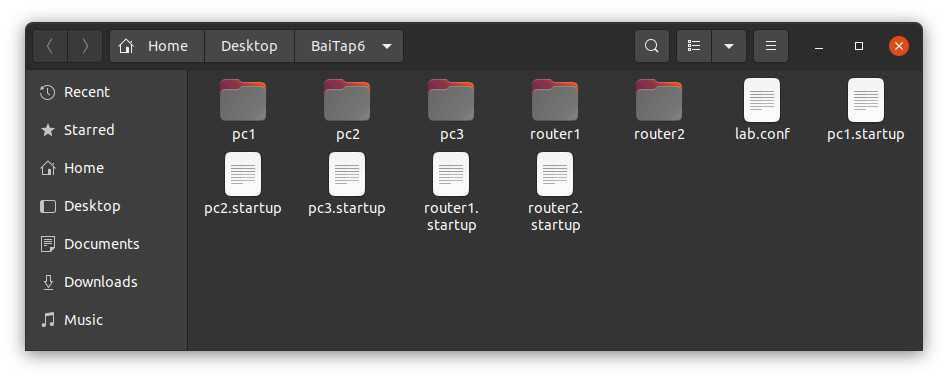 Home Desktop BaiTap6
Recent
Starred
Home
Desktop
Documents
Downloads
Music
pc1 pc2 pc3 router1 router2 lab.conf pc1.startup
pc2.startup pc3.startup router1. router2.
startup startup